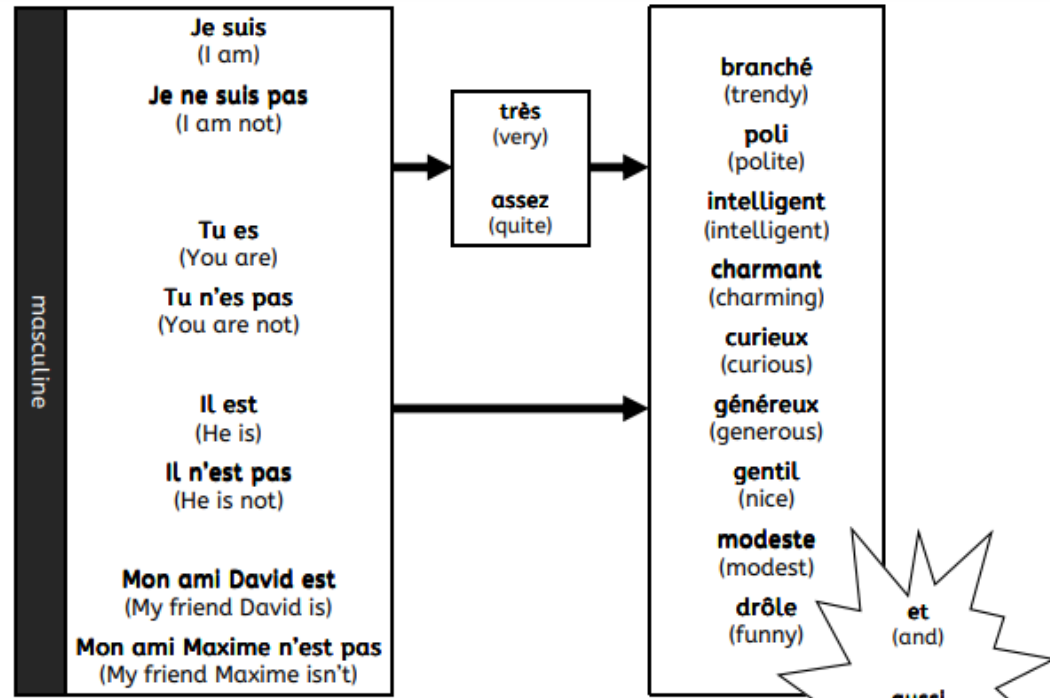 masculine
Je suis
(I am)
Je ne suis pas
(I am not)
Tu es
(You are)
Tu n'es pas
(You are not)
Il est
(He is)
Il n'est pas
(He is not)
Mon ami David est
(My friend David is)
Mon ami Maxime n'est pas
(My friend Maxime isn't)
très
(very)
assez
(quite)
branché
(trendy)
poli
(polite)
intelligent
(intelligent)
charmant
(charming)
curieux
(curious)
généreux
(generous)
gentil
(nice)
modeste
(modest)
drôle
(funny)
et
(and)
aussi